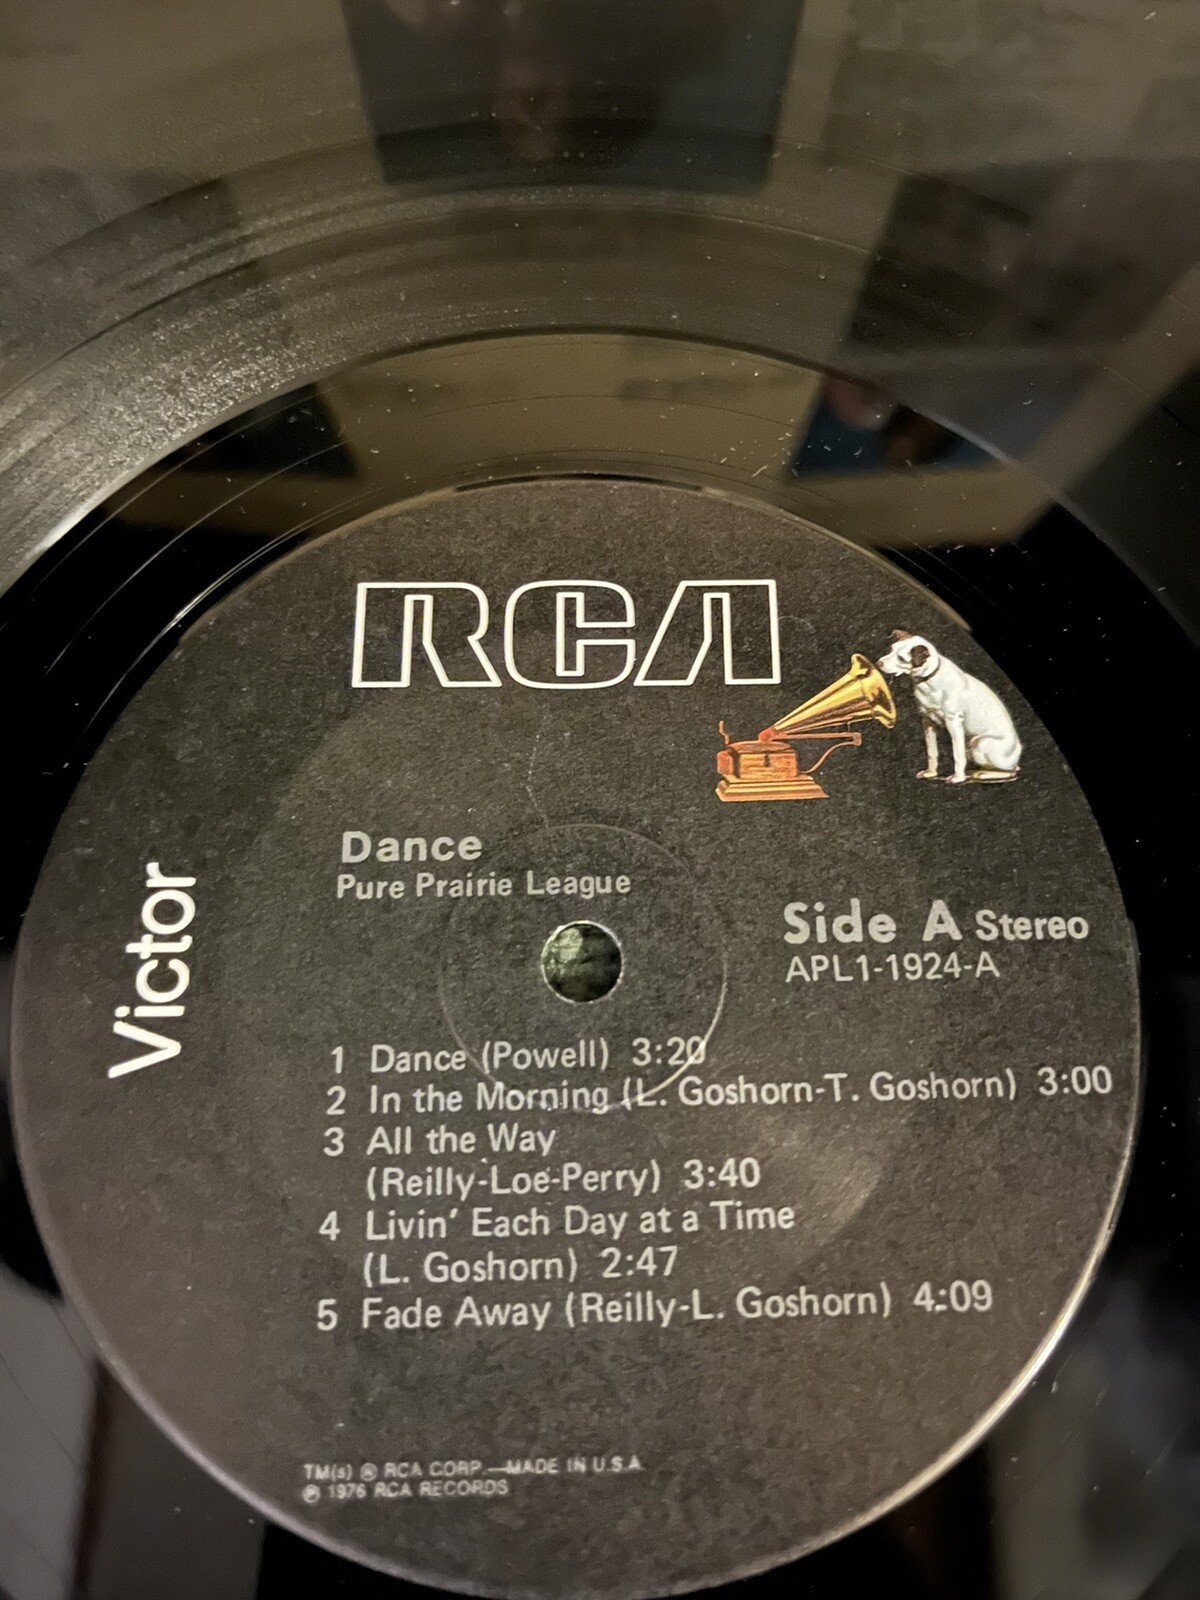 RCA
Victor
Dance
Pure Prairie League
Side A Stereo
APL1-1924-A
1 Dance (Powell) 3:20
2 In the Morning (L. Goshorn-T. Goshorn) 3:00
3 All the Way
(Reilly-Loe-Perry) 3:40
4 Livin' Each Day at a Time
(L. Goshorn) 2:47
5 Fade Away (Reilly-L. Goshorn) 4:09
TM(s) ® RCA CORP.—MADE IN U.S.A.
℗ 1976 RCA RECORDS